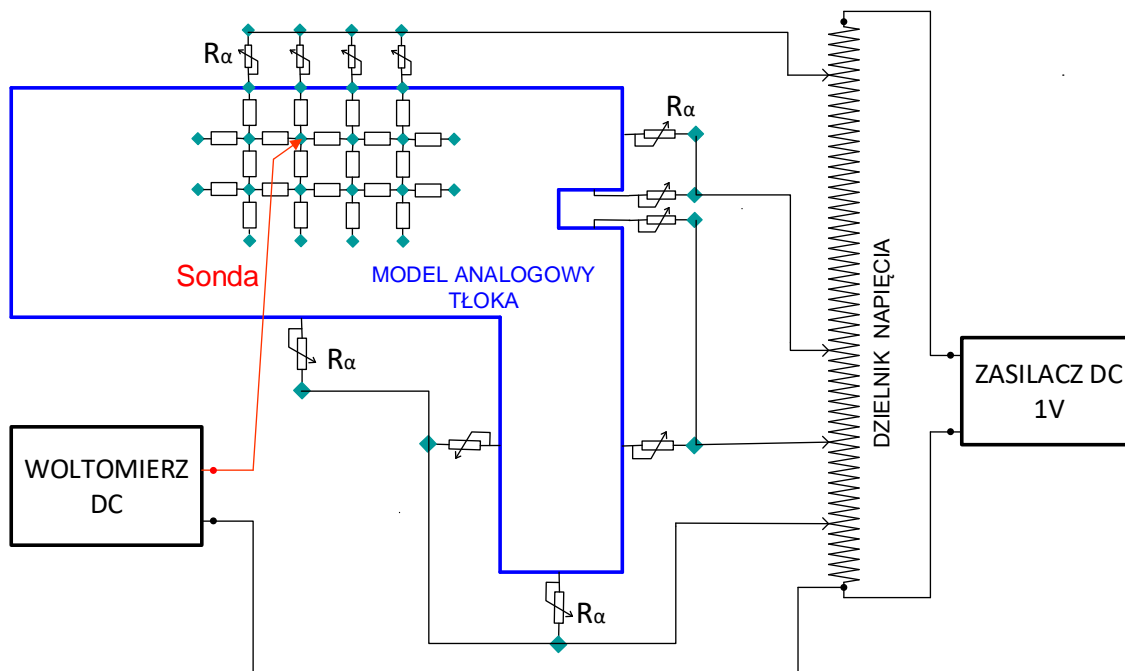 Rα
Rα
Sonda
MODEL ANALOGOWY
TŁOKA
Rα
DZIELNIK NAPIĘCIA
ZASILACZ DC
1V
WOLTOMIERZ
DC
Rα